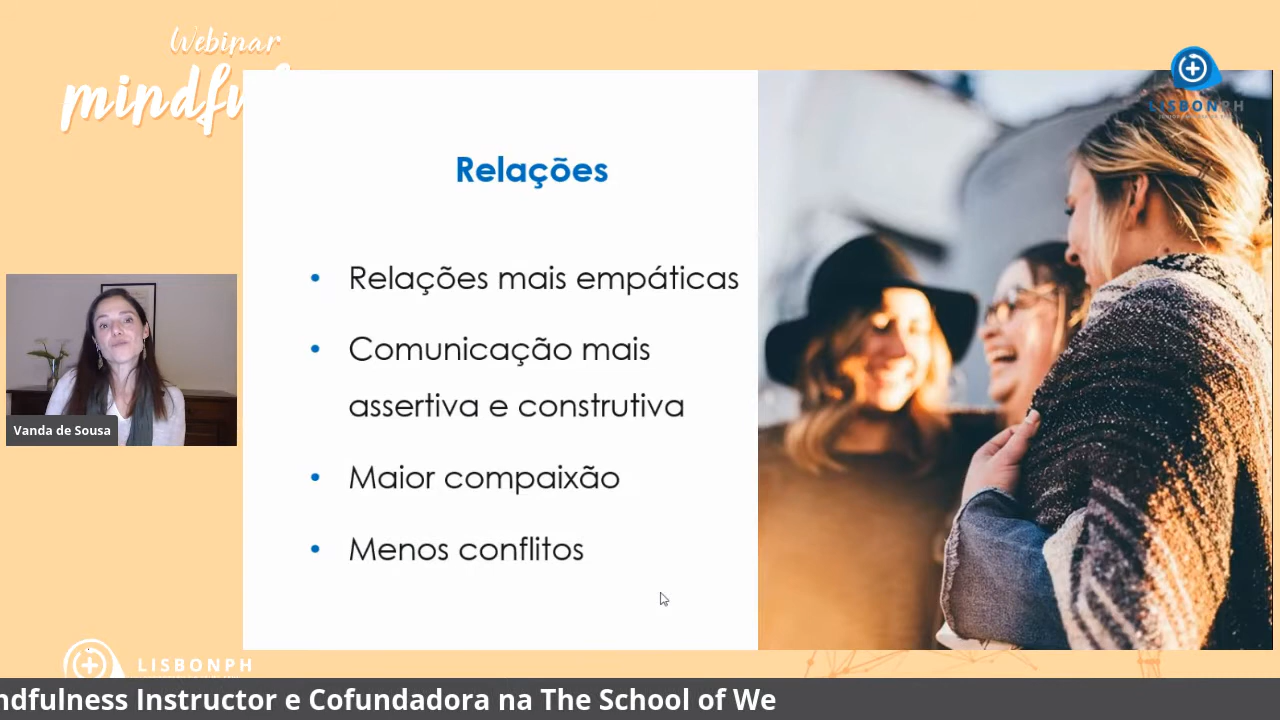 Webinar
mindfu
LISBONPH
Relações
• Relações mais empáticas
• Comunicação mais
assertiva e construtiva
• Maior compaixão
• Menos conflitos
Vanda de Sousa
LISBONPH
ndfulness Instructor e Cofundadora na The School of We